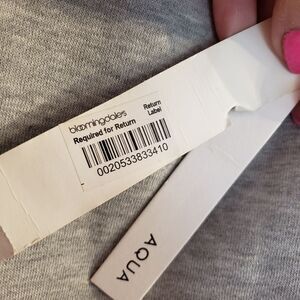 bloomingdale's
Return
Label
Required for Return
0020533833410
AQUA